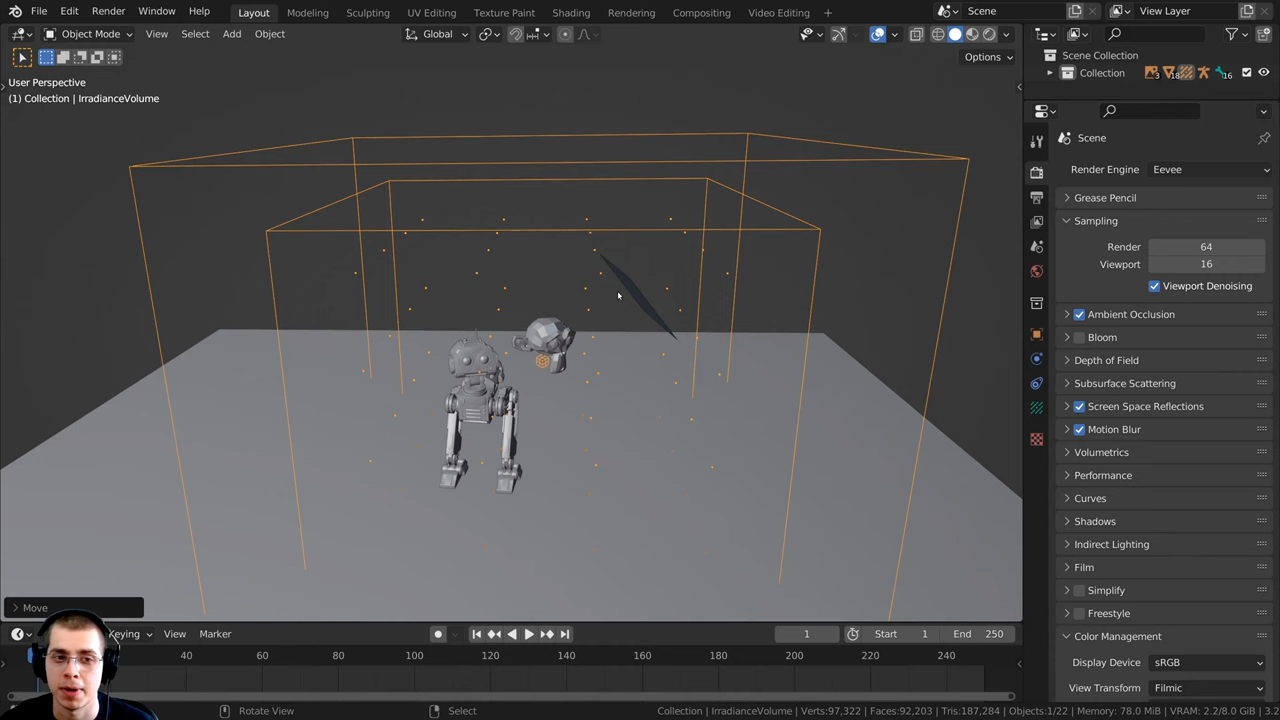 File Edit Render Window Help Layout Modeling Sculpting UV Editing Texture Paint Shading Rendering Compositing Video Editing + Scene View Layer
Object Mode View Select Add Object Global
Options
User Perspective
(1) Collection | IrradianceVolume
Scene Collection
Collection 3 18 16
Scene
Render Engine Eevee
Grease Pencil
Sampling
Render 64
Viewport 16
Viewport Denoising
Ambient Occlusion
Bloom
Depth of Field
Subsurface Scattering
Screen Space Reflections
Motion Blur
Volumetrics
Performance
Curves
Shadows
Indirect Lighting
Film
Simplify
Freestyle
Color Management
Display Device sRGB
View Transform Filmic
Move
Keying View Marker 1 Start 1 End 250
40 60 80 100 120 140 160 180 200 220 240
Rotate View Select Collection | IrradianceVolume | Verts:97,322 | Faces:92,203 | Tris:187,284 | Objects:1/22 | Memory: 78.0 MiB | VRAM: 2.2/8.0 GiB | 3.2